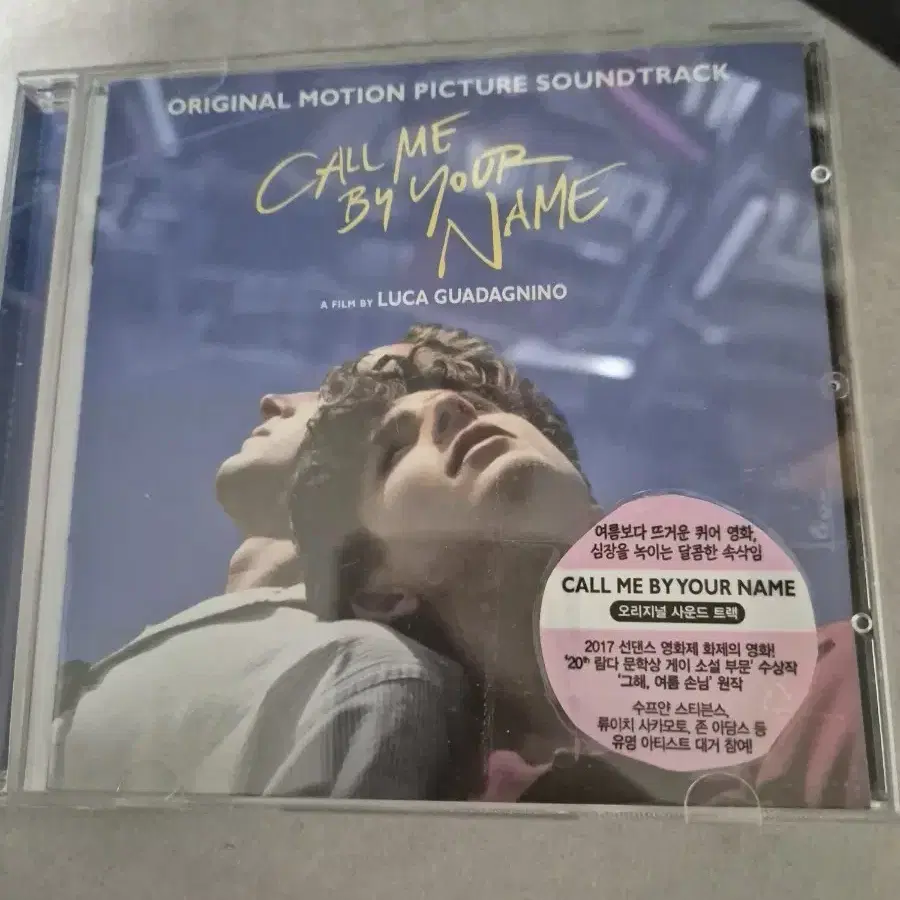 ORIGINAL MOTION PICTURE SOUNDTRACK
CALL ME
BY YOUR
NAME
A FILM BY LUCA GUADAGNINO
여름보다 뜨거운 퀴어 영화,
심장을 녹이는 달콤한 속삭임
CALL ME BY YOUR NAME
오리지널 사운드 트랙
2017 선댄스 영화제 화제의 영화!
'20th 람다 문학상 게이 소설 부문' 수상작
'그해, 여름 손님' 원작
수프얀 스티븐스,
류이치 사카모토, 존 아담스 등
유명 아티스트 대거 참여!